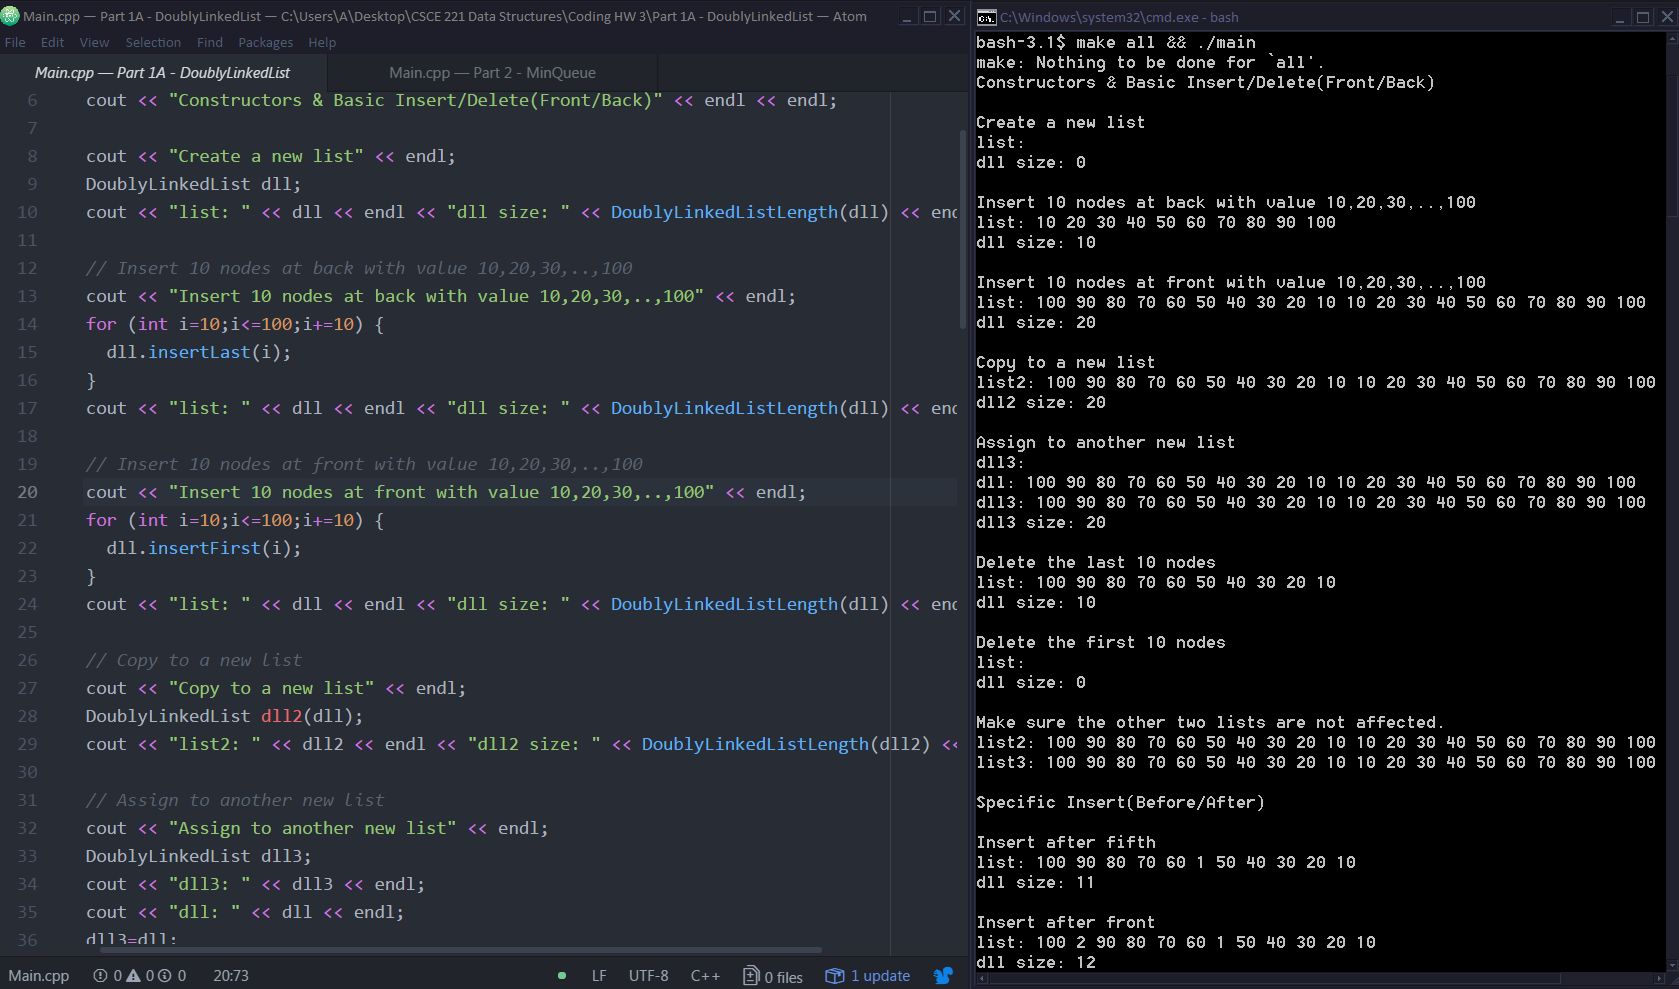 Main.cpp — Part 1A - DoublyLinkedList — C:\Users\A\Desktop\CSCE 221 Data Structures\Coding HW 3\Part 1A - DoublyLinkedList — Atom
File Edit View Selection Find Packages Help
Main.cpp — Part 1A - DoublyLinkedList
Main.cpp — Part 2 - MinQueue
6 cout << "Constructors & Basic Insert/Delete(Front/Back)" << endl << endl;
7
8 cout << "Create a new list" << endl;
9 DoublyLinkedList dll;
10 cout << "list: " << dll << endl << "dll size: " << DoublyLinkedListLength(dll) << enc
11
12 // Insert 10 nodes at back with value 10,20,30,..,100
13 cout << "Insert 10 nodes at back with value 10,20,30,..,100" << endl;
14 for (int i=10;i<=100;i+=10) {
15 dll.insertLast(i);
16 }
17 cout << "list: " << dll << endl << "dll size: " << DoublyLinkedListLength(dll) << enc
18
19 // Insert 10 nodes at front with value 10,20,30,..,100
20 cout << "Insert 10 nodes at front with value 10,20,30,..,100" << endl;
21 for (int i=10;i<=100;i+=10) {
22 dll.insertFirst(i);
23 }
24 cout << "list: " << dll << endl << "dll size: " << DoublyLinkedListLength(dll) << enc
25
26 // Copy to a new list
27 cout << "Copy to a new list" << endl;
28 DoublyLinkedList dll2(dll);
29 cout << "list2: " << dll2 << endl << "dll2 size: " << DoublyLinkedListLength(dll2) <<
30
31 // Assign to another new list
32 cout << "Assign to another new list" << endl;
33 DoublyLinkedList dll3;
34 cout << "dll3: " << dll3 << endl;
35 cout << "dll: " << dll << endl;
36 dll3=dll;
Main.cpp 0 0 0 20:73 LF UTF-8 C++ 0 files 1 update
C:\Windows\system32\cmd.exe - bash
bash-3.1$ make all && ./main
make: Nothing to be done for `all'.
Constructors & Basic Insert/Delete(Front/Back)

Create a new list
list:
dll size: 0

Insert 10 nodes at back with value 10,20,30,..,100
list: 10 20 30 40 50 60 70 80 90 100
dll size: 10

Insert 10 nodes at front with value 10,20,30,..,100
list: 100 90 80 70 60 50 40 30 20 10 10 20 30 40 50 60 70 80 90 100
dll size: 20

Copy to a new list
list2: 100 90 80 70 60 50 40 30 20 10 10 20 30 40 50 60 70 80 90 100
dll2 size: 20

Assign to another new list
dll3:
dll: 100 90 80 70 60 50 40 30 20 10 10 20 30 40 50 60 70 80 90 100
dll3: 100 90 80 70 60 50 40 30 20 10 10 20 30 40 50 60 70 80 90 100
dll3 size: 20

Delete the last 10 nodes
list: 100 90 80 70 60 50 40 30 20 10
dll size: 10

Delete the first 10 nodes
list:
dll size: 0

Make sure the other two lists are not affected.
list2: 100 90 80 70 60 50 40 30 20 10 10 20 30 40 50 60 70 80 90 100
list3: 100 90 80 70 60 50 40 30 20 10 10 20 30 40 50 60 70 80 90 100

Specific Insert(Before/After)

Insert after fifth
list: 100 90 80 70 60 1 50 40 30 20 10
dll size: 11

Insert after front
list: 100 2 90 80 70 60 1 50 40 30 20 10
dll size: 12